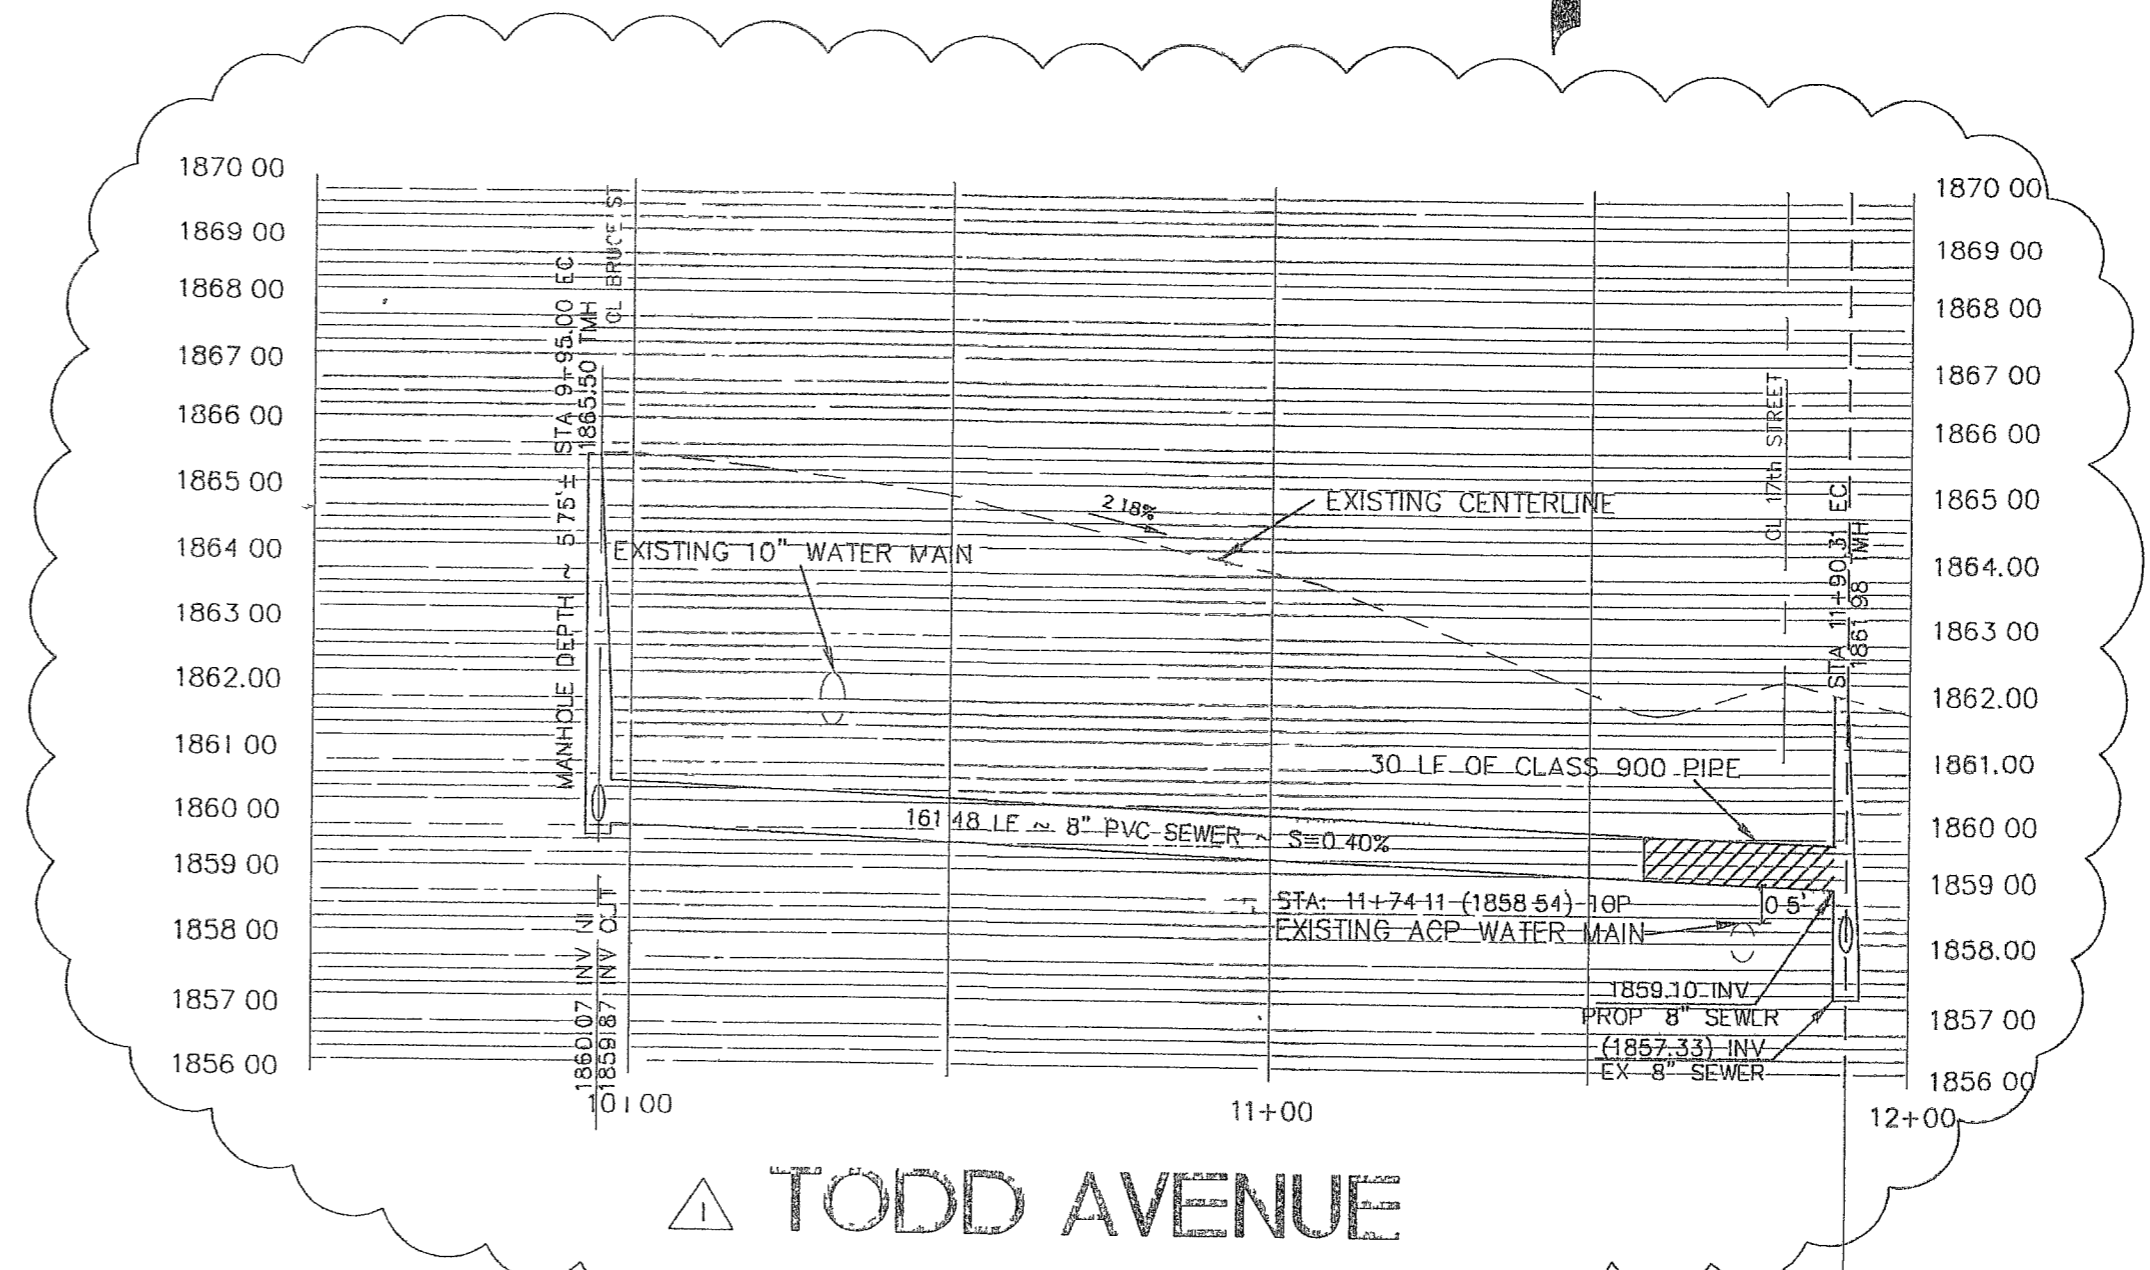 1870 00
1869 00
1868 00
1867 00
1866 00
1865 00
1864 00
1863 00
1862.00
1861 00
1860 00
1859 00
1858 00
1857 00
1856 00
MANHOLE DEPTH ~ 5 75'±
STA 9+95.00 EC
1865.50 TMH
CL BRUCE ST
EXISTING 10" WATER MAIN
2 18%
EXISTING CENTERLINE
CL 17th STREET
STA 11+90.31 EC
1861 98 TMH
30 LF OF CLASS 900 PIPE
161 48 LF ~ 8" PVC SEWER ~ S=0 40%
STA: 11+74 11 (1858 54) TOP
EXISTING ACP WATER MAIN
0 5'
1859.10 INV
PROP 8" SEWER
(1857.33) INV
EX 8" SEWER
1860 07 INV IN
1859 87 INV OUT
1870 00
1869 00
1868 00
1867 00
1866 00
1865 00
1864.00
1863 00
1862.00
1861.00
1860 00
1859 00
1858.00
1857 00
1856 00
10+00
11+00
12+00
1 TODD AVENUE